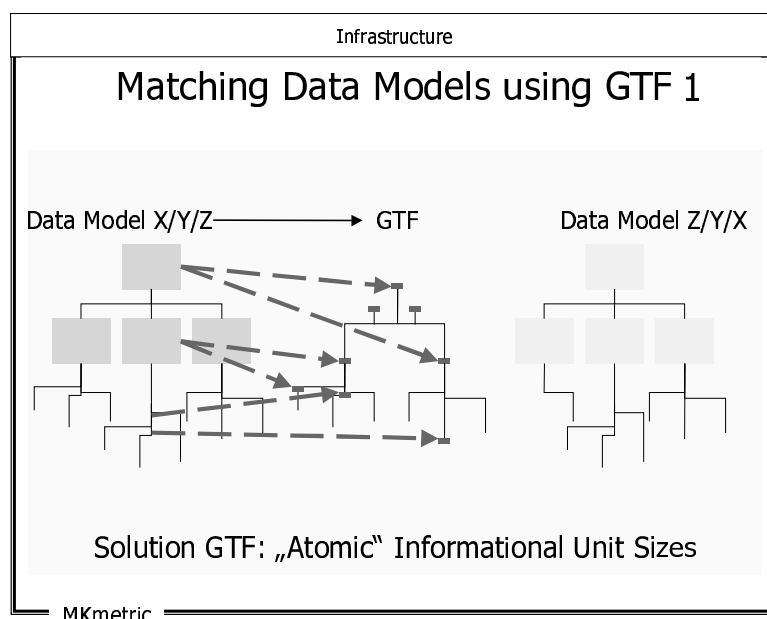 Infrastructure
Matching Data Models using GTF 1
Data Model X/Y/Z GTF Data Model Z/Y/X
Solution GTF: „Atomic“ Informational Unit Sizes
MKmetric